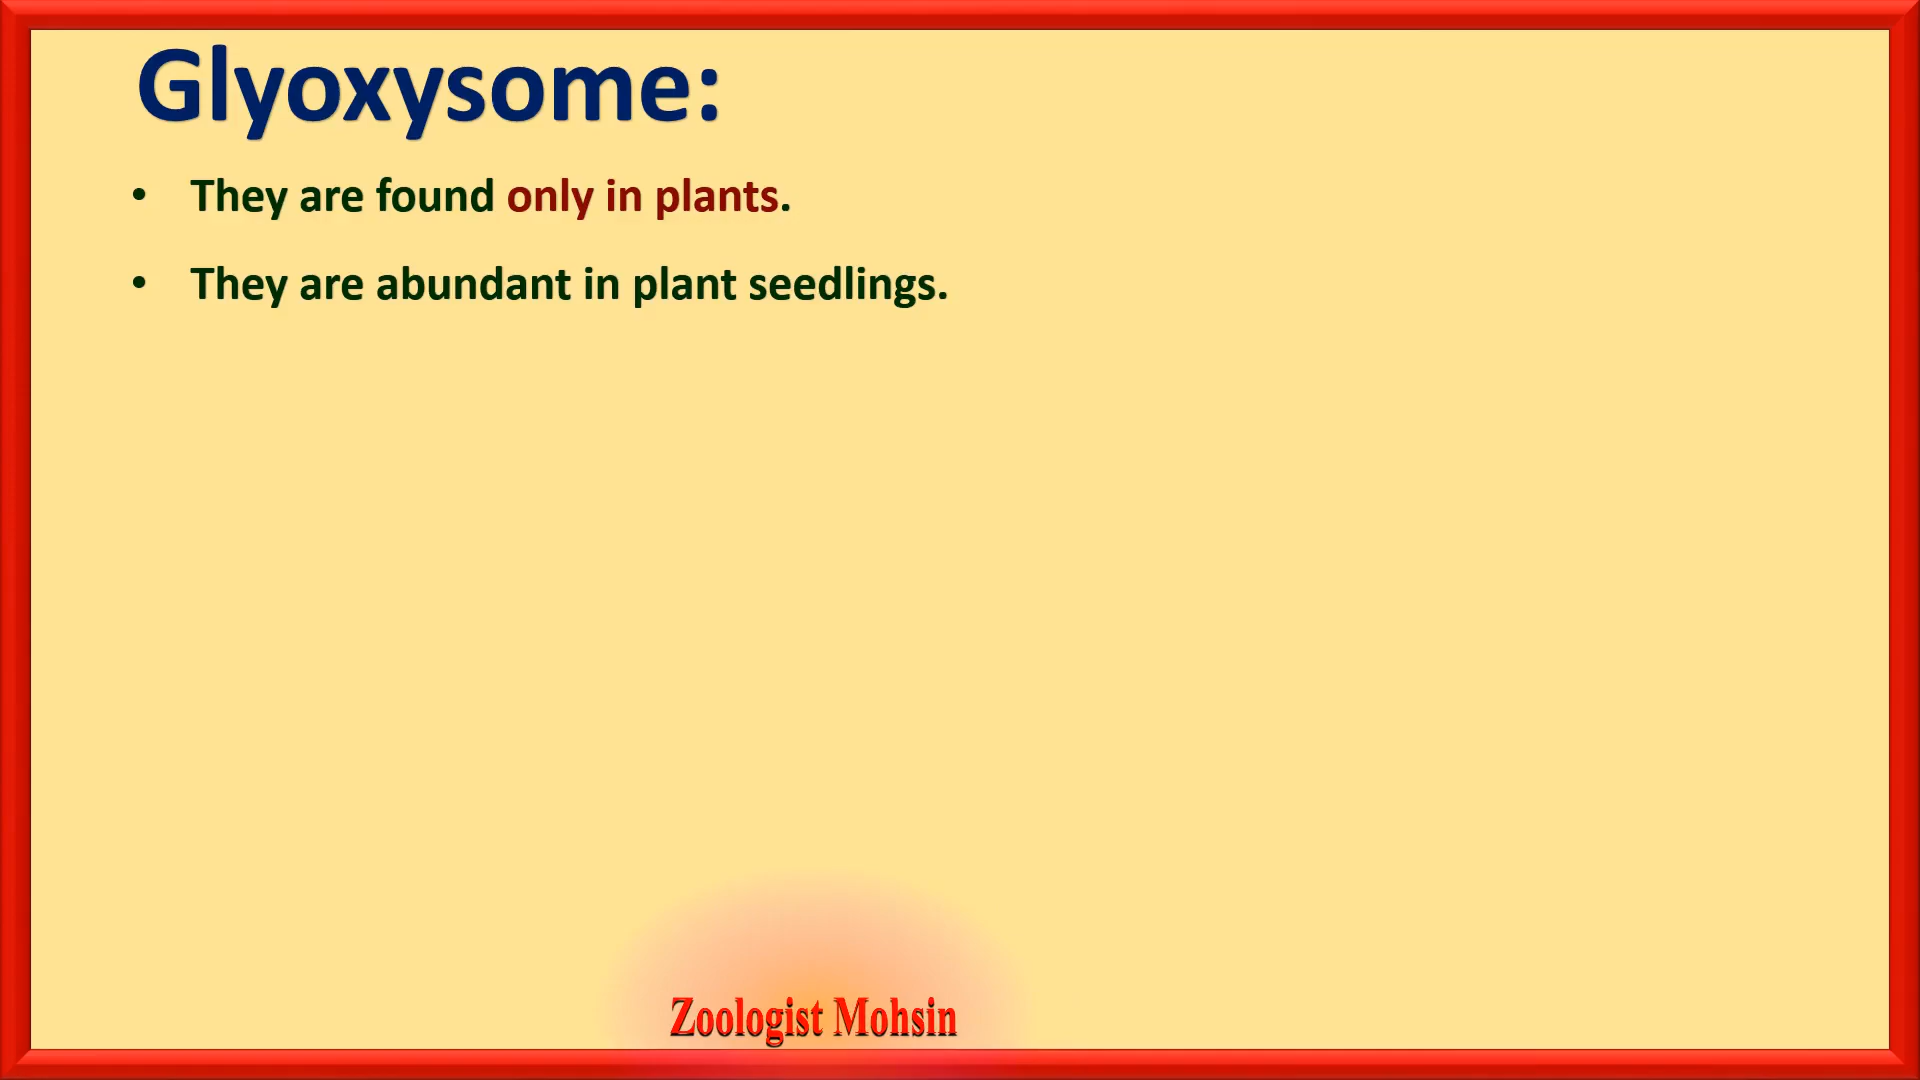 Glyoxysome:
• They are found only in plants.
• They are abundant in plant seedlings.
Zoologist Mohsin